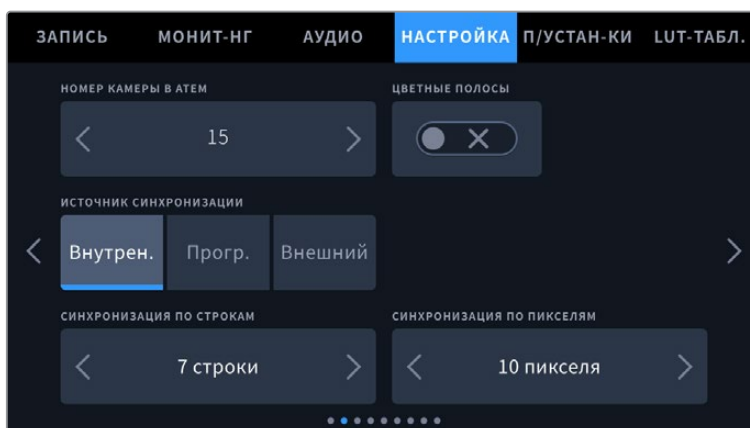 ЗАПИСЬ МОНИТ-НГ АУДИО НАСТРОЙКА П/УСТАН-КИ LUT-ТАБЛ.
НОМЕР КАМЕРЫ В ATEM ЦВЕТНЫЕ ПОЛОСЫ
15
ИСТОЧНИК СИНХРОНИЗАЦИИ
Внутрен. Прогр. Внешний
СИНХРОНИЗАЦИЯ ПО СТРОКАМ СИНХРОНИЗАЦИЯ ПО ПИКСЕЛЯМ
7 строки 10 пикселя